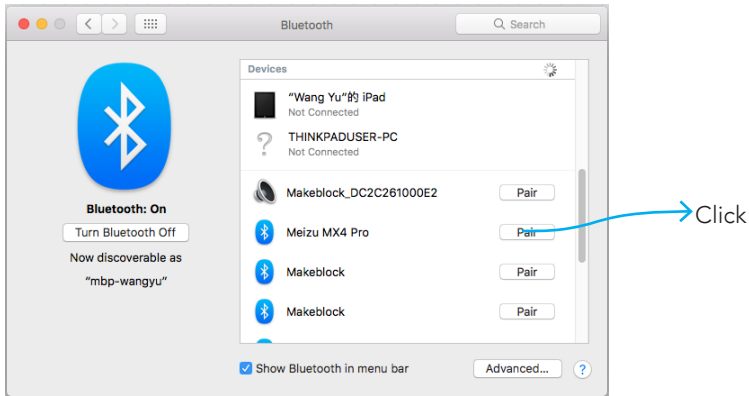 Bluetooth
Search
Devices
"Wang Yu"的 iPad
Not Connected
THINKPADUSER-PC
Not Connected
Makeblock_DC2C261000E2 Pair
Meizu MX4 Pro Pair
Click
Makeblock Pair
Makeblock Pair
Bluetooth: On
Turn Bluetooth Off
Now discoverable as
"mbp-wangyu"
Show Bluetooth in menu bar
Advanced... ?